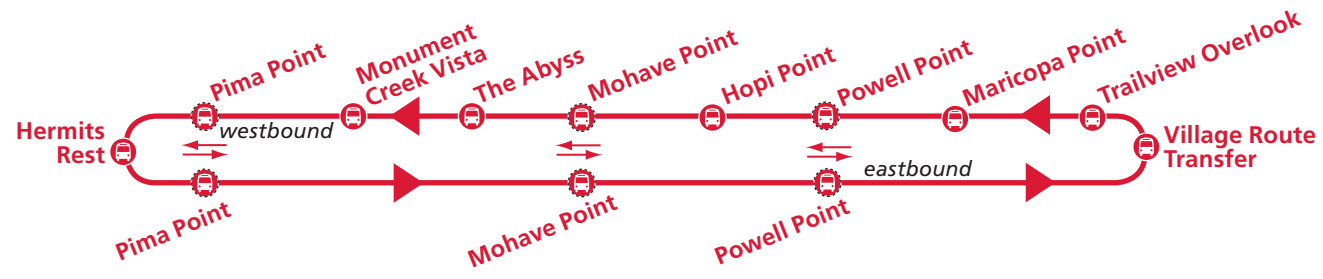 Pima Point
Monument
Creek Vista
The Abyss
Mohave Point
Hopi Point
Powell Point
Maricopa Point
Trailview Overlook
westbound
Hermits
Rest
Village Route
Transfer
eastbound
Pima Point
Mohave Point
Powell Point